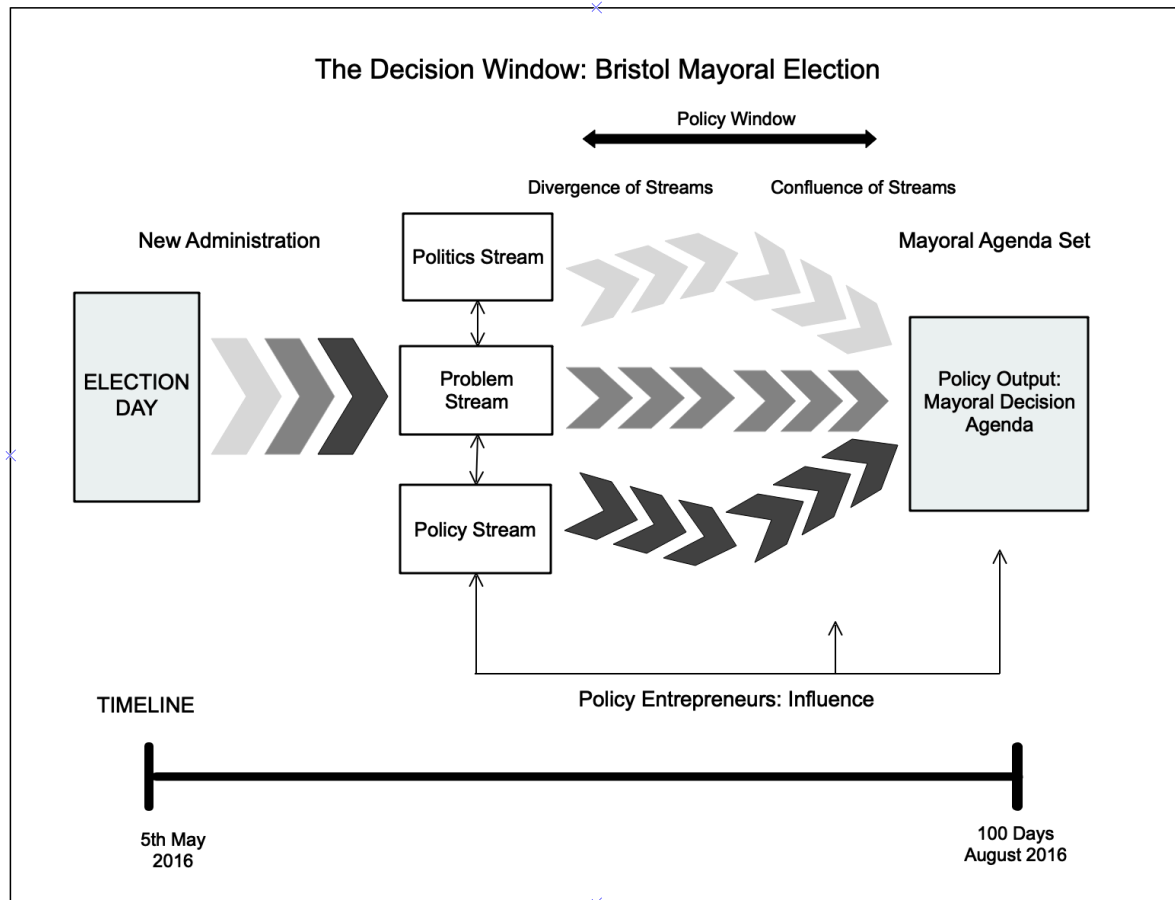 The Decision Window: Bristol Mayoral Election
Policy Window
Divergence of Streams
Confluence of Streams
New Administration
Politics Stream
Mayoral Agenda Set
ELECTION
DAY
Problem
Stream
Policy Output:
Mayoral Decision
Agenda
Policy Stream
Policy Entrepreneurs: Influence
TIMELINE
5th May
2016
100 Days
August 2016